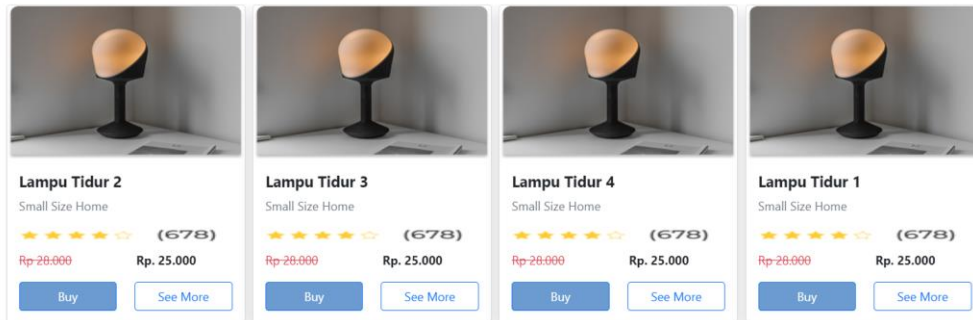 Lampu Tidur 2
Small Size Home
(678)
Rp 28.000 Rp. 25.000
Buy See More
Lampu Tidur 3
Small Size Home
(678)
Rp 28.000 Rp. 25.000
Buy See More
Lampu Tidur 4
Small Size Home
(678)
Rp 28.000 Rp. 25.000
Buy See More
Lampu Tidur 1
Small Size Home
(678)
Rp 28.000 Rp. 25.000
Buy See More